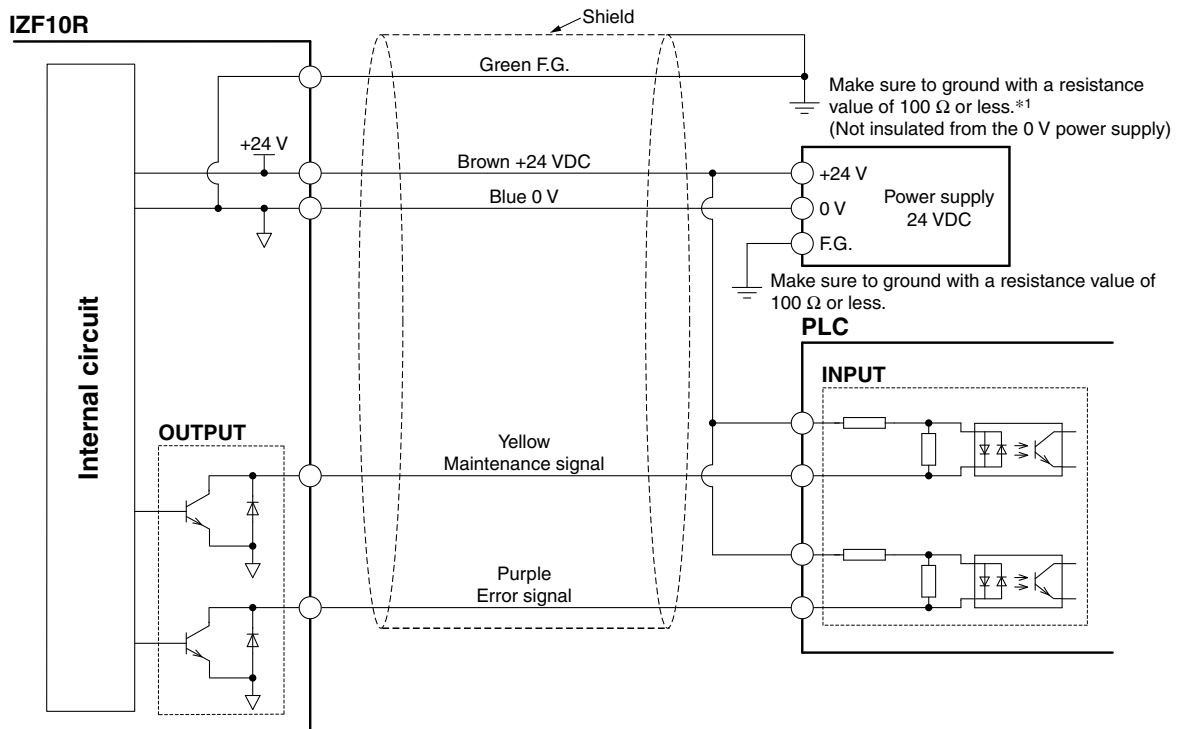 IZF10R
Shield
Green F.G.
Make sure to ground with a resistance
value of 100 Ω or less.*1
(Not insulated from the 0 V power supply)
+24 V
Brown +24 VDC
+24 V
Blue 0 V
0 V
Power supply
24 VDC
F.G.
Make sure to ground with a resistance value of
100 Ω or less.
PLC
INPUT
Internal circuit
OUTPUT
Yellow
Maintenance signal
Purple
Error signal